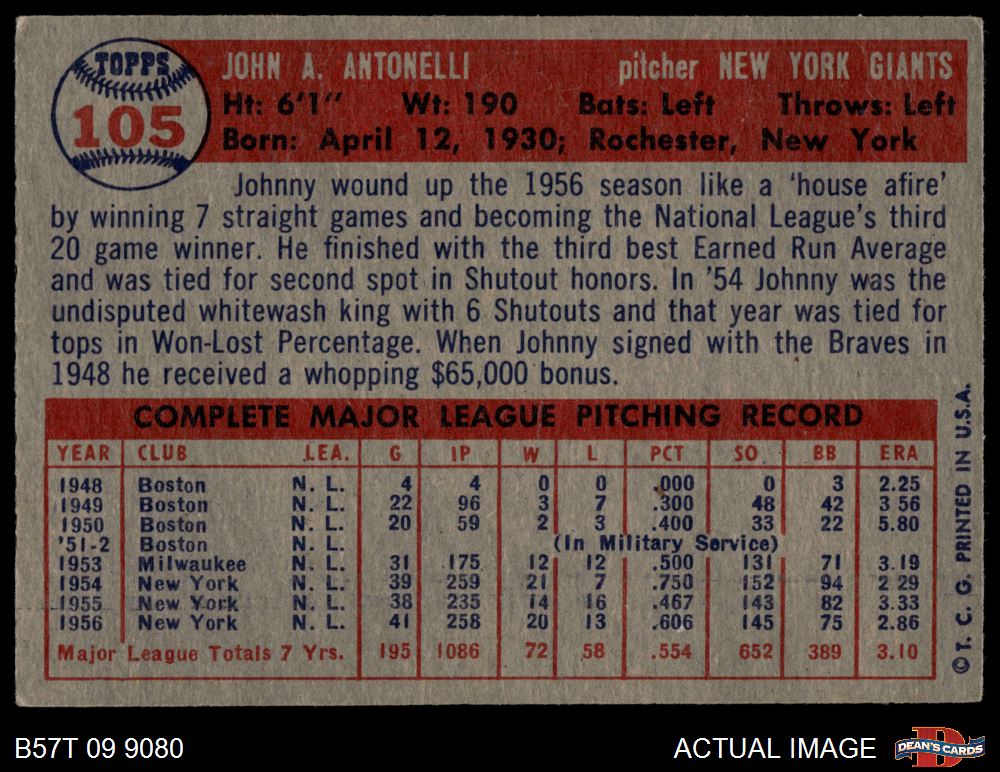 TOPPS
105
JOHN A. ANTONELLI pitcher NEW YORK GIANTS
Ht: 6'1" Wt: 190 Bats: Left Throws: Left
Born: April 12, 1930; Rochester, New York
Johnny wound up the 1956 season like a 'house afire'
by winning 7 straight games and becoming the National League's third
20 game winner. He finished with the third best Earned Run Average
and was tied for second spot in Shutout honors. In '54 Johnny was the
undisputed whitewash king with 6 Shutouts and that year was tied for
tops in Won-Lost Percentage. When Johnny signed with the Braves in
1948 he received a whopping $65,000 bonus.
COMPLETE MAJOR LEAGUE PITCHING RECORD
YEAR CLUB LEA. G IP W L PCT SO BB ERA
1948 Boston N. L. 4 4 0 0 .000 0 3 2.25
1949 Boston N. L. 22 96 3 7 .300 48 42 3 56
1950 Boston N. L. 20 59 2 3 .400 33 22 5.80
'51-2 Boston N. L. (In Military Service)
1953 Milwaukee N. L. 31 175 12 12 .500 131 71 3.19
1954 New York N. L. 39 259 21 7 .750 152 94 2 29
1955 New York N. L. 38 235 14 16 .467 143 82 3.33
1956 New York N. L. 41 258 20 13 .606 145 75 2.86
Major League Totals 7 Yrs. 195 1086 72 58 .554 652 389 3.10
© T. C. G. PRINTED IN U.S.A.
B57T 09 9080 ACTUAL IMAGE
DEAN'S CARDS